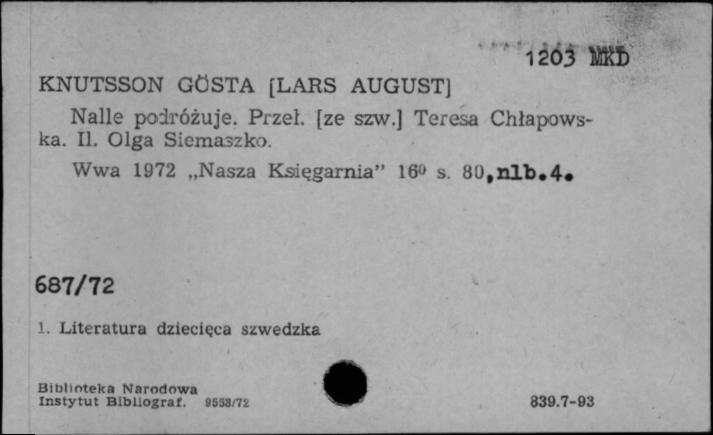 1203 MKD
KNUTSSON GÖSTA [LARS AUGUST]
Nalle podróżuje. Przeł. [ze szw.] Teresa Chłapows-
ka. Il. Olga Siemaszko.
Wwa 1972 „Nasza Księgarnia” 16⁰ s. 80, nlb. 4.
687/72
1. Literatura dziecięca szwedzka
Biblioteka Narodowa
Instytut Bibliograf. 9558/72
839.7-93